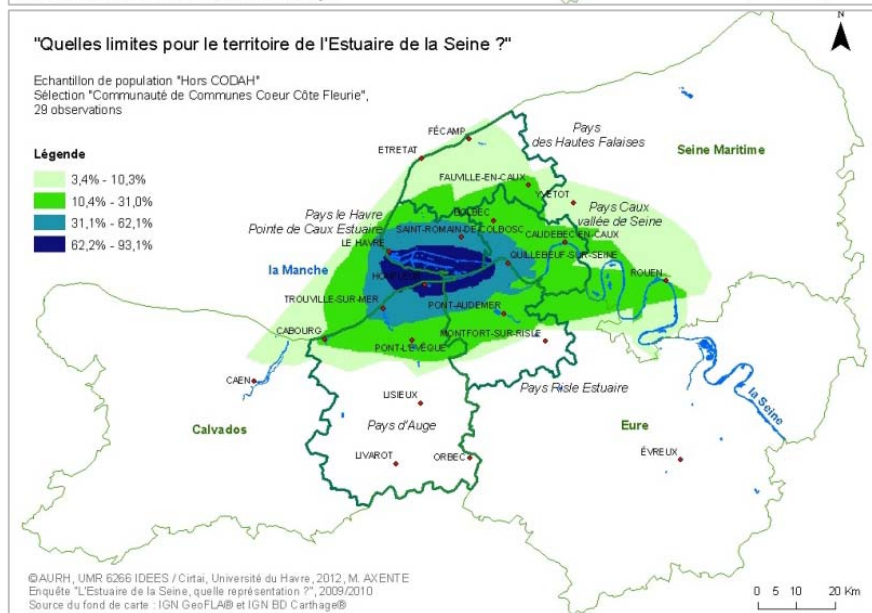 "Quelles limites pour le territoire de l'Estuaire de la Seine ?"
N
Echantillon de population "Hors CODAH"
Sélection "Communauté de Communes Coeur Côte Fleurie",
29 observations
Légende
3,4% - 10,3%
10,4% - 31,0%
31,1% - 62,1%
62,2% - 93,1%
FÉCAMP
ETRETAT
Pays
des Hautes Falaises
Seine Maritime
FAUVILLE-EN-CAUX
YVETOT
Pays le Havre
Pointe de Caux Estuaire
BOLBEC
Pays Caux
vallée de Seine
SAINT-ROMAIN-DE-COLBOSC
CAUDEBEC-EN-CAUX
LE HAVRE
QUILLEBEUF-SUR-SEINE
la Manche
ROUEN
TROUVILLE-SUR-MER
PONT-AUDEMER
CABOURG
MONTFORT-SUR-RISLE
PONT-L'EVÊQUE
CAEN
Pays Risle Estuaire
LISIEUX
la Seine
Calvados
Pays d'Auge
Eure
LIVAROT
ORBEC
ÉVREUX
©AURH, UMR 6266 IDEES / Cirtai, Université du Havre, 2012, M. AXENTE
Enquête "L'Estuaire de la Seine, quelle représentation ?", 2009/2010
Source du fond de carte : IGN GeoFLA® et IGN BD Carthage®
0 5 10 20 Km